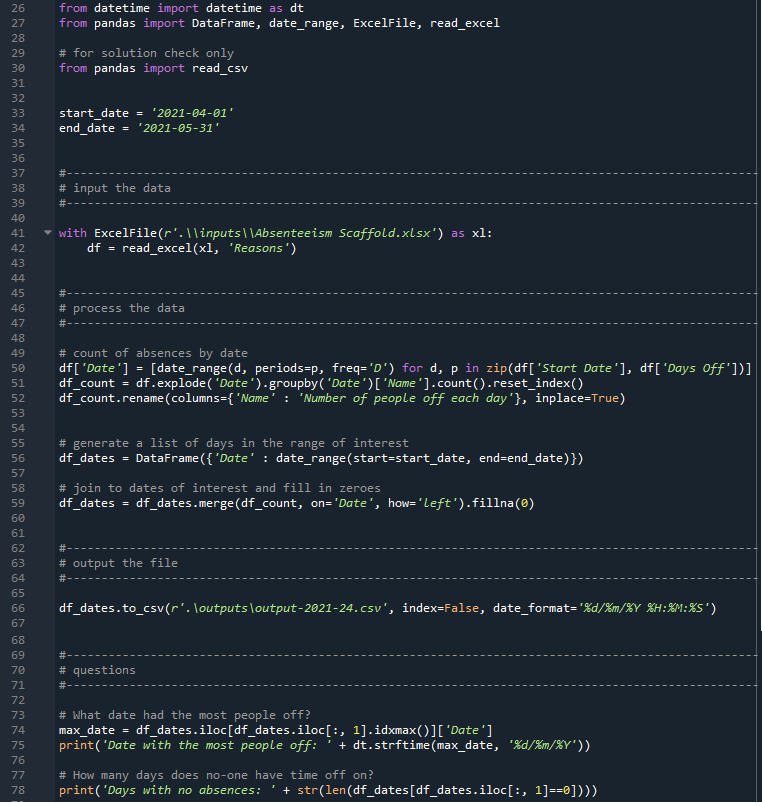 26 from datetime import datetime as dt
27 from pandas import DataFrame, date_range, ExcelFile, read_excel
28
29 # for solution check only
30 from pandas import read_csv
31
32
33 start_date = '2021-04-01'
34 end_date = '2021-05-31'
35
36
37 #---------------------------------------------------------------------------------------------------
38 # input the data
39 #---------------------------------------------------------------------------------------------------
40
41 with ExcelFile(r'.\\inputs\\Absenteeism Scaffold.xlsx') as xl:
42     df = read_excel(xl, 'Reasons')
43
44
45 #---------------------------------------------------------------------------------------------------
46 # process the data
47 #---------------------------------------------------------------------------------------------------
48
49 # count of absences by date
50 df['Date'] = [date_range(d, periods=p, freq='D') for d, p in zip(df['Start Date'], df['Days Off'])]
51 df_count = df.explode('Date').groupby('Date')['Name'].count().reset_index()
52 df_count.rename(columns={'Name' : 'Number of people off each day'}, inplace=True)
53
54
55 # generate a list of days in the range of interest
56 df_dates = DataFrame({'Date' : date_range(start=start_date, end=end_date)})
57
58 # join to dates of interest and fill in zeroes
59 df_dates = df_dates.merge(df_count, on='Date', how='left').fillna(0)
60
61
62 #---------------------------------------------------------------------------------------------------
63 # output the file
64 #---------------------------------------------------------------------------------------------------
65
66 df_dates.to_csv(r'.\outputs\output-2021-24.csv', index=False, date_format='%d/%m/%Y %H:%M:%S')
67
68
69 #---------------------------------------------------------------------------------------------------
70 # questions
71 #---------------------------------------------------------------------------------------------------
72
73 # What date had the most people off?
74 max_date = df_dates.iloc[df_dates.iloc[:, 1].idxmax()]['Date']
75 print('Date with the most people off: ' + dt.strftime(max_date, '%d/%m/%Y'))
76
77 # How many days does no-one have time off on?
78 print('Days with no absences: ' + str(len(df_dates[df_dates.iloc[:, 1]==0])))